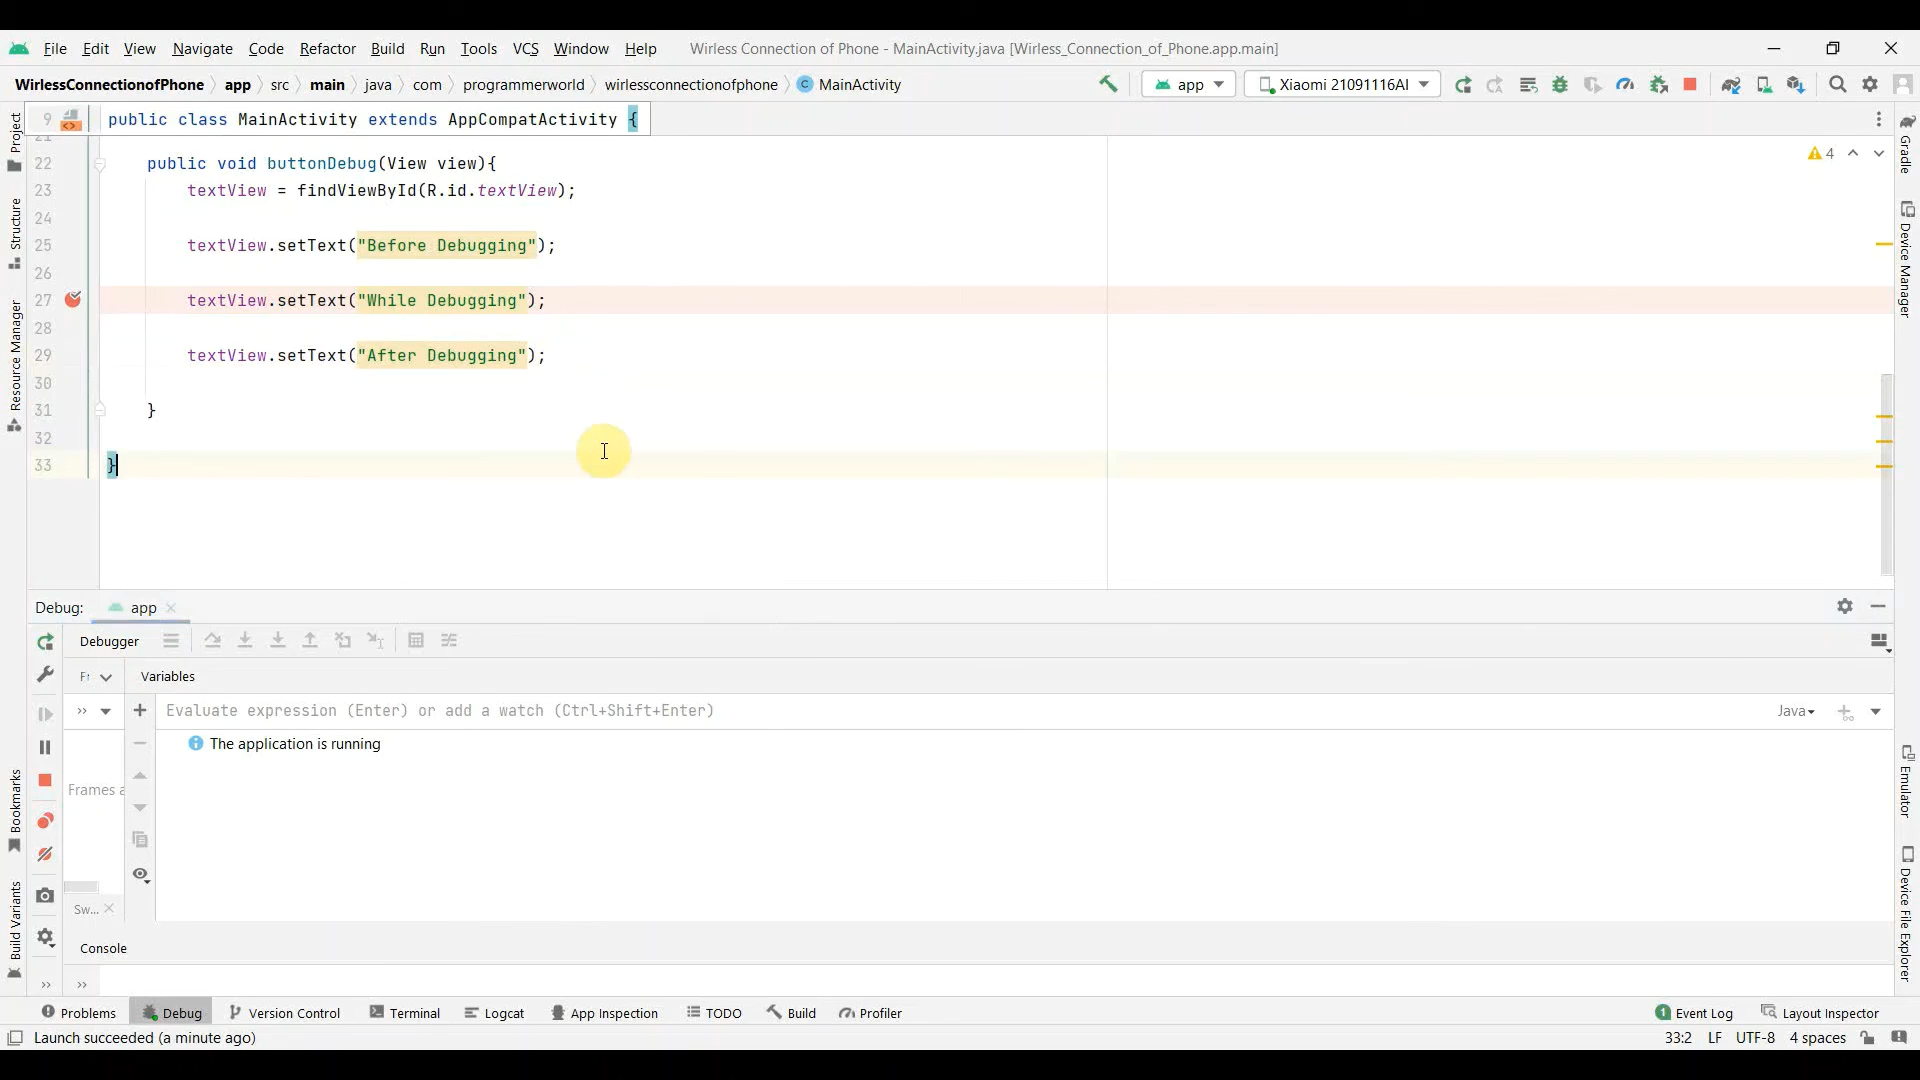 File Edit View Navigate Code Refactor Build Run Tools VCS Window Help Wirless Connection of Phone - MainActivity.java [Wirless_Connection_of_Phone.app.main]
WirlessConnectionofPhone app src main java com programmerworld wirlessconnectionofphone MainActivity app Xiaomi 21091116AI
9 public class MainActivity extends AppCompatActivity {
21
22 public void buttonDebug(View view){
4
23 textView = findViewById(R.id.textView);
24
25 textView.setText("Before Debugging");
26
27 textView.setText("While Debugging");
28
29 textView.setText("After Debugging");
30
31 }
32
33 }
Project
Structure
Resource Manager
Bookmarks
Build Variants
Gradle
Device Manager
Emulator
Device File Explorer
Debug: app
Debugger
Variables
Evaluate expression (Enter) or add a watch (Ctrl+Shift+Enter) Java
The application is running
Frames a
Sw...
Console
Problems Debug Version Control Terminal Logcat App Inspection TODO Build Profiler 1 Event Log Layout Inspector
Launch succeeded (a minute ago) 33:2 LF UTF-8 4 spaces